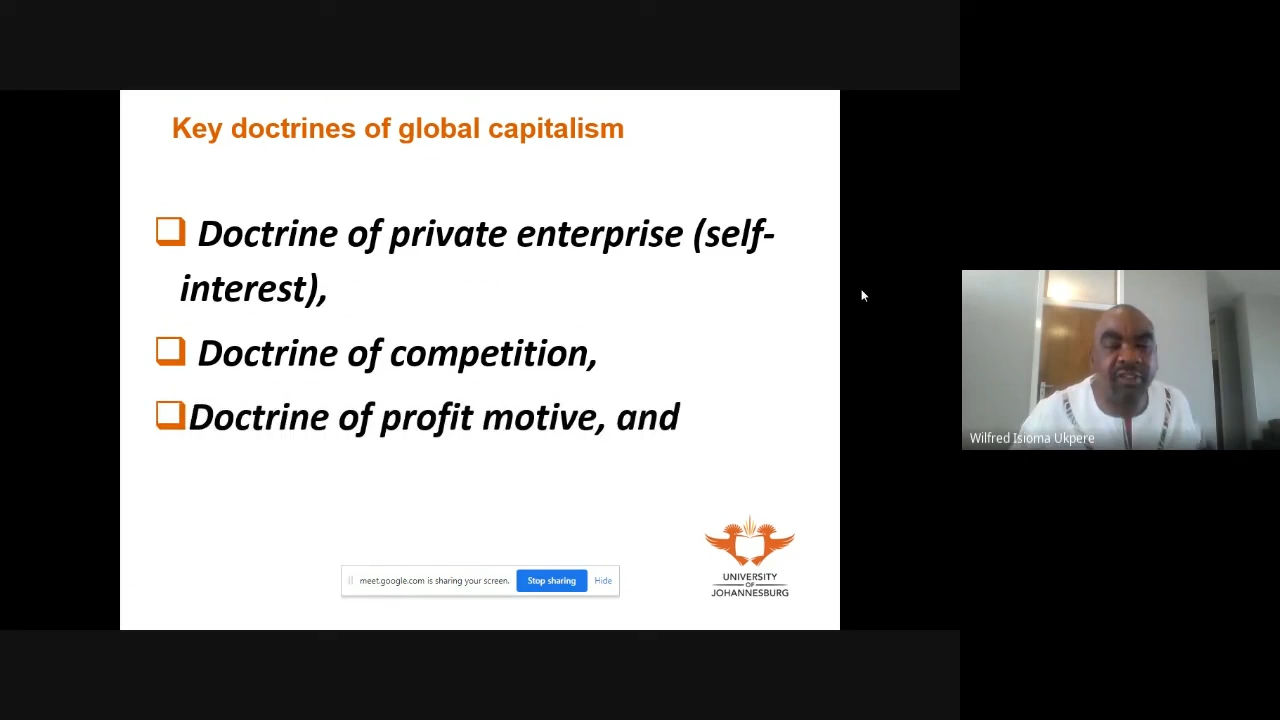 Key doctrines of global capitalism
Doctrine of private enterprise (self-
interest),
Doctrine of competition,
Doctrine of profit motive, and
meet.google.com is sharing your screen.
Stop sharing
Hide
UNIVERSITY
OF
JOHANNESBURG
Wilfred Isioma Ukpere